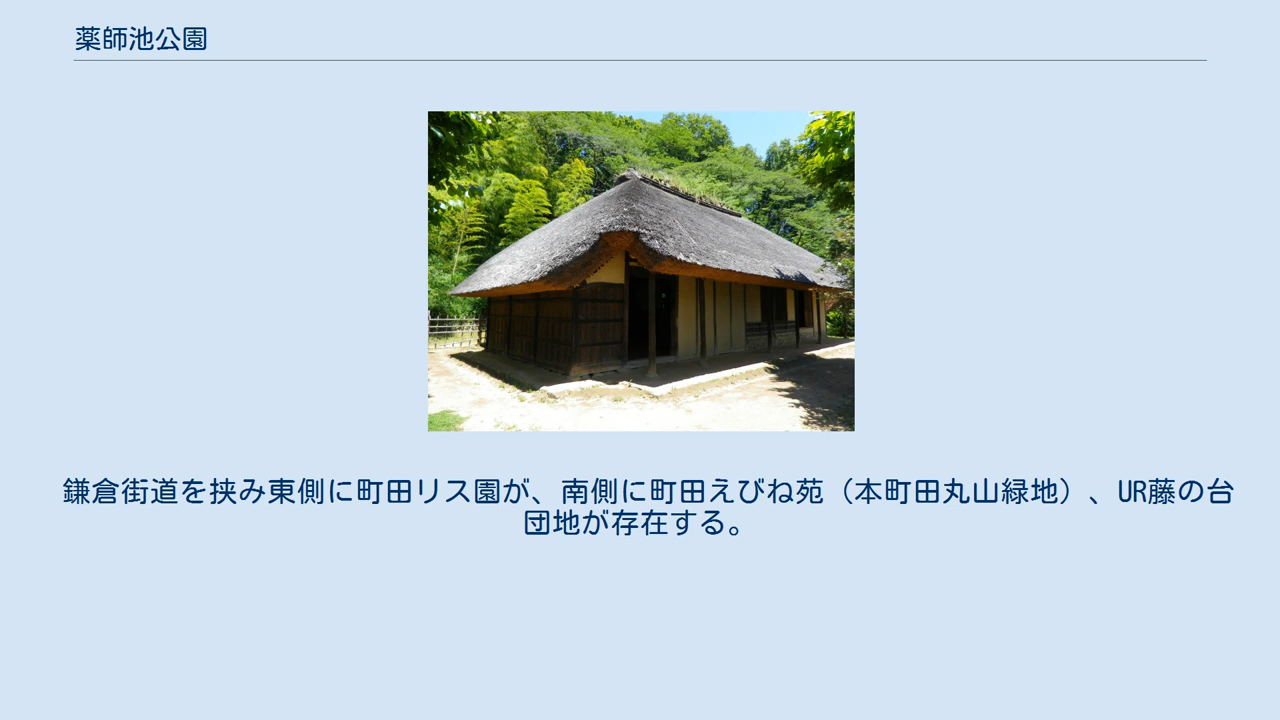 薬師池公園
鎌倉街道を挟み東側に町田リス園が、南側に町田えびね苑（本町田丸山緑地）、UR藤の台
団地が存在する。